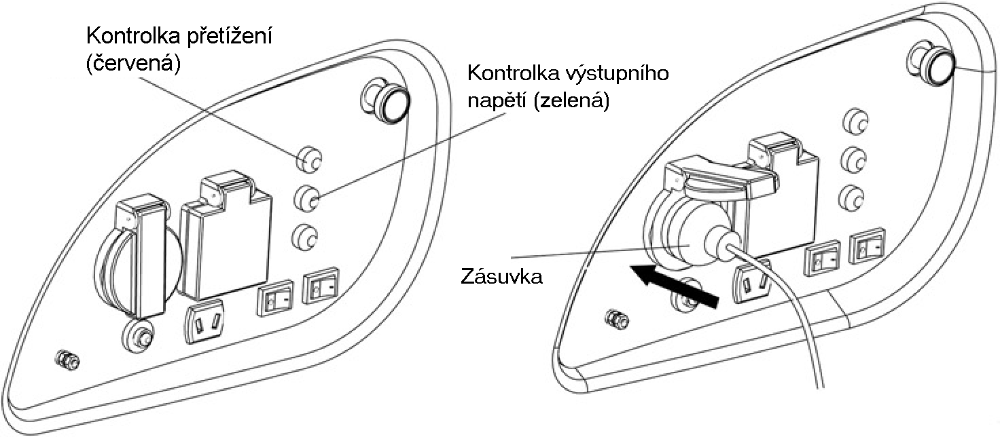 Kontrolka přetížení
(červená)
Kontrolka výstupního
napětí (zelená)
Zásuvka